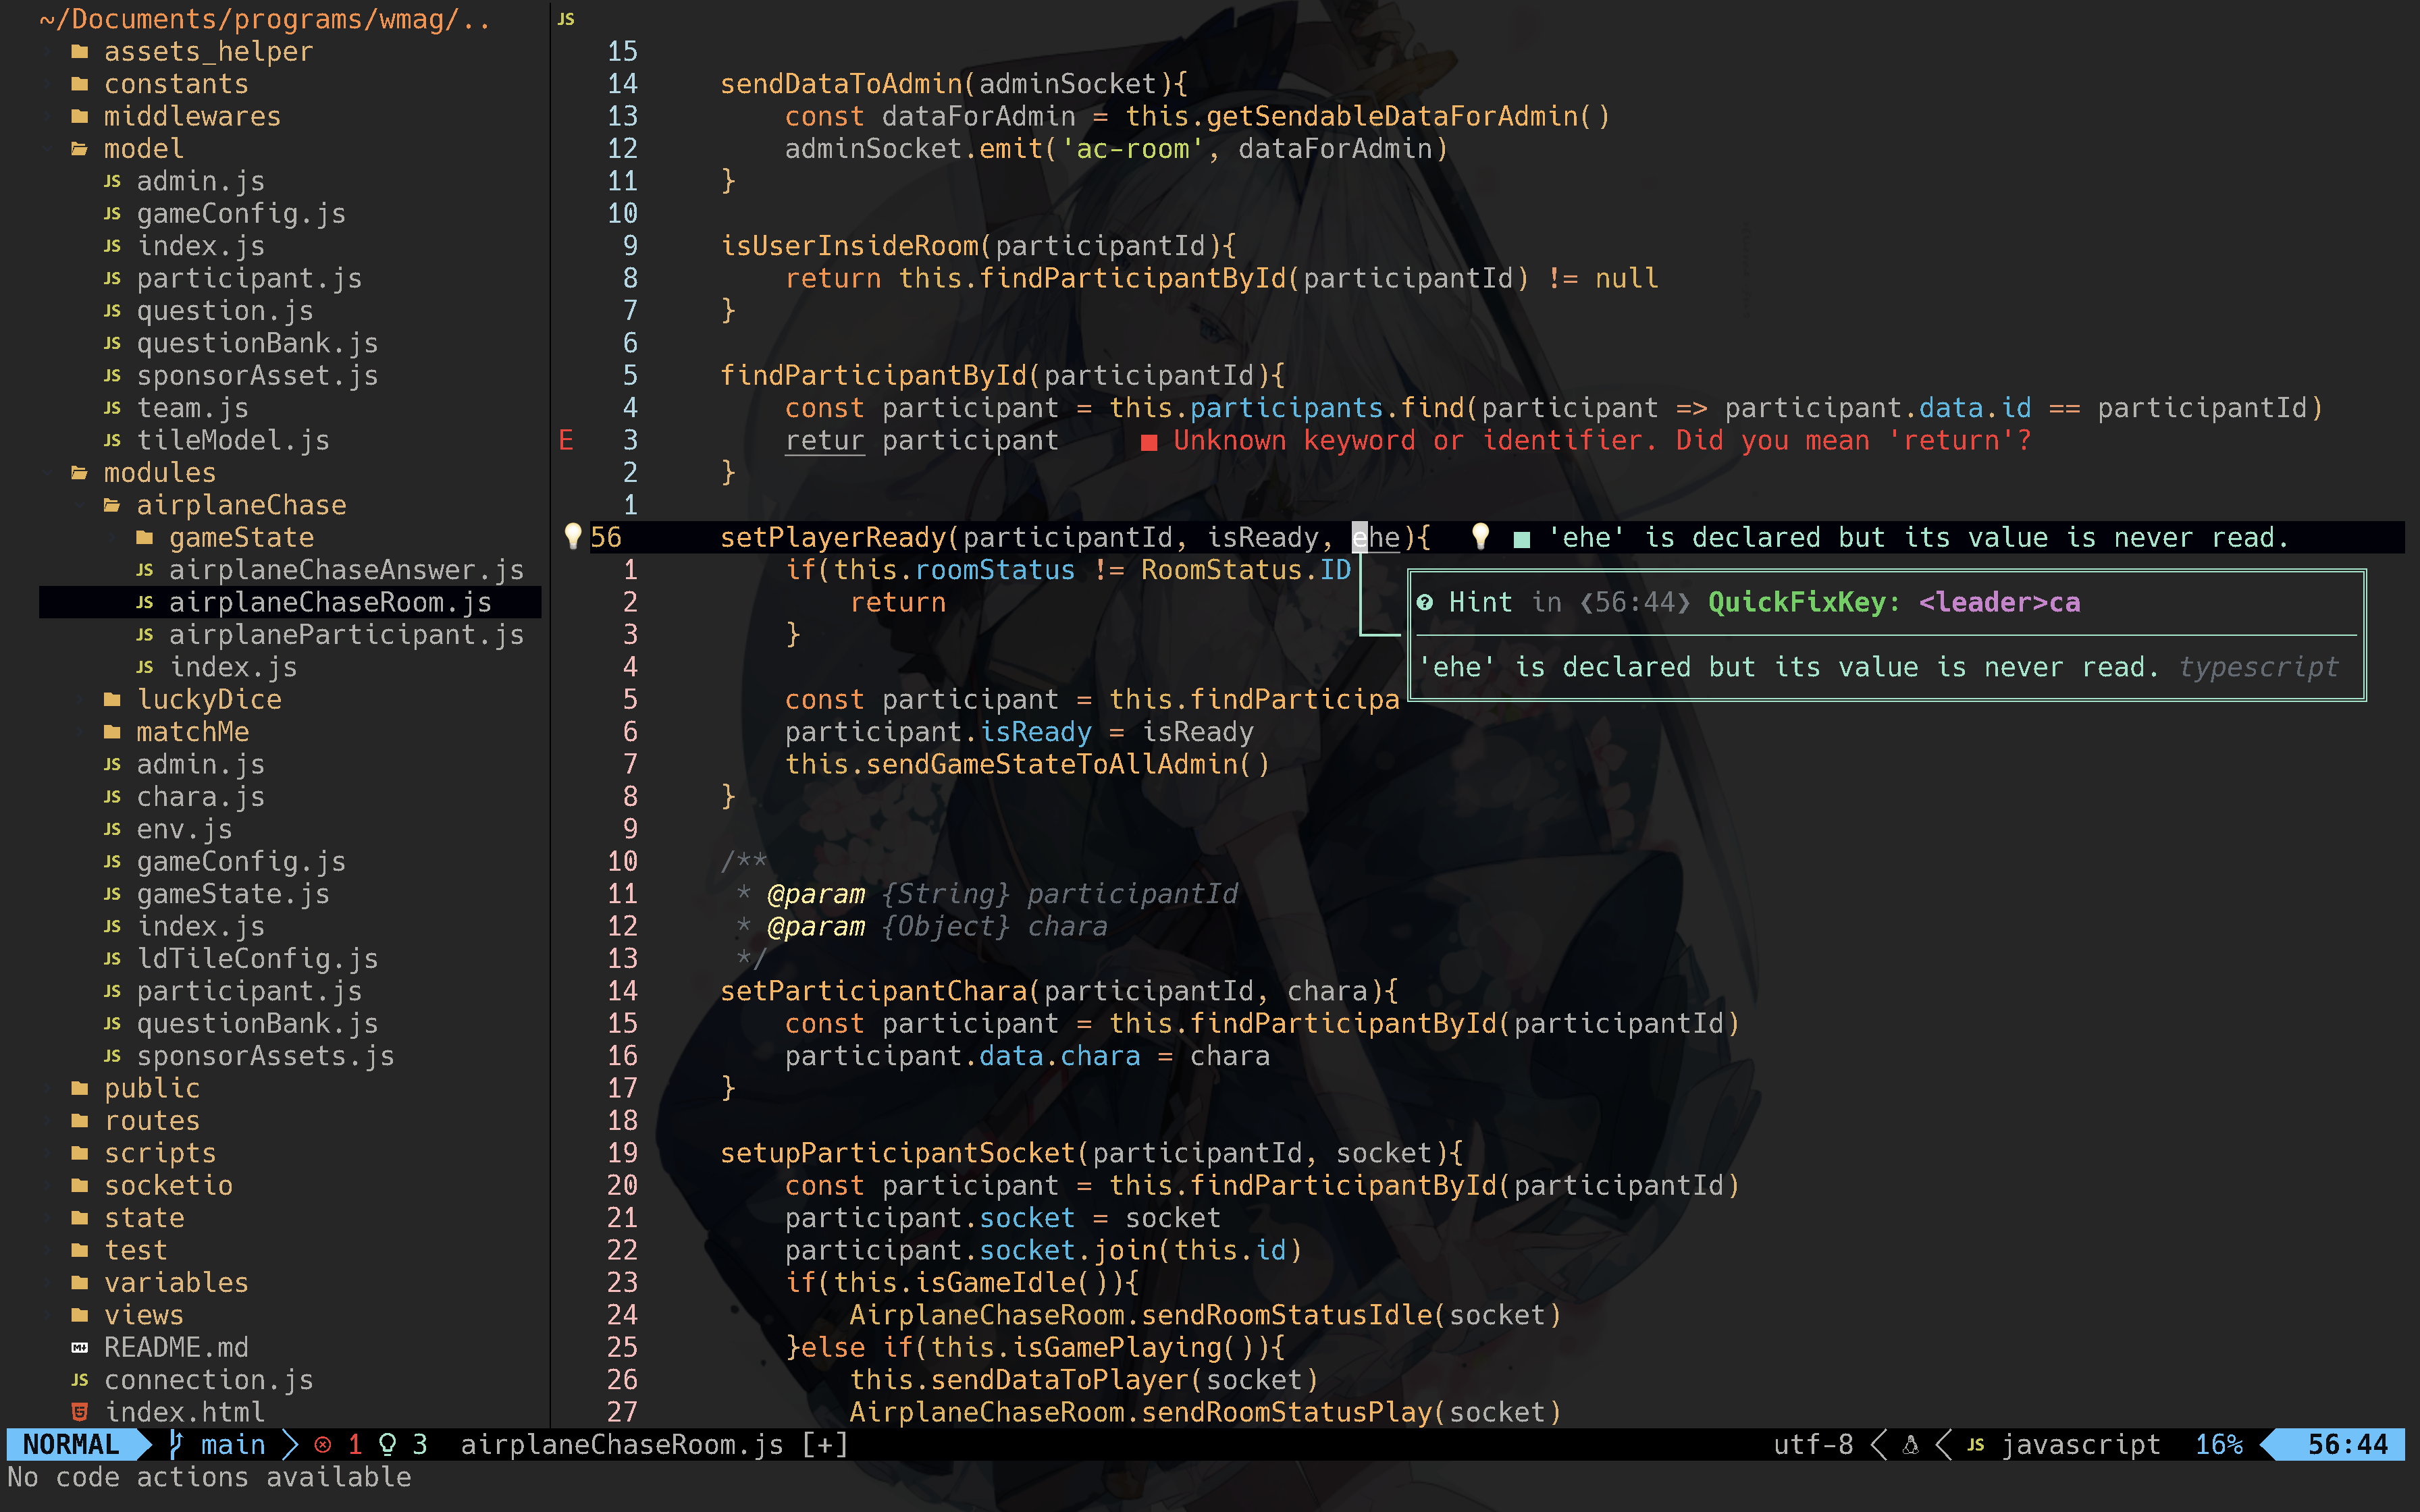 ~/Documents/programs/wmag/..
assets_helper
constants
middlewares
model
JS admin.js
JS gameConfig.js
JS index.js
JS participant.js
JS question.js
JS questionBank.js
JS sponsorAsset.js
JS team.js
JS tileModel.js
modules
airplaneChase
gameState
JS airplaneChaseAnswer.js
JS airplaneChaseRoom.js
JS airplaneParticipant.js
JS index.js
luckyDice
matchMe
JS admin.js
JS chara.js
JS env.js
JS gameConfig.js
JS gameState.js
JS index.js
JS ldTileConfig.js
JS participant.js
JS questionBank.js
JS sponsorAssets.js
public
routes
scripts
socketio
state
test
variables
views
README.md
JS connection.js
index.html
JS
15
14 sendDataToAdmin(adminSocket){
13 const dataForAdmin = this.getSendableDataForAdmin()
12 adminSocket.emit('ac-room', dataForAdmin)
11 }
10
9 isUserInsideRoom(participantId){
8 return this.findParticipantById(participantId) != null
7 }
6
5 findParticipantById(participantId){
4 const participant = this.participants.find(participant => participant.data.id == participantId)
E 3 retur participant ■ Unknown keyword or identifier. Did you mean 'return'?
2 }
1
56 setPlayerReady(participantId, isReady, ehe){ ■ 'ehe' is declared but its value is never read.
1 if(this.roomStatus != RoomStatus.ID
2 return
3 }
4
5 const participant = this.findParticipa
6 participant.isReady = isReady
7 this.sendGameStateToAllAdmin()
8 }
9
10 /**
11 * @param {String} participantId
12 * @param {Object} chara
13 */
14 setParticipantChara(participantId, chara){
15 const participant = this.findParticipantById(participantId)
16 participant.data.chara = chara
17 }
18
19 setupParticipantSocket(participantId, socket){
20 const participant = this.findParticipantById(participantId)
21 participant.socket = socket
22 participant.socket.join(this.id)
23 if(this.isGameIdle()){
24 AirplaneChaseRoom.sendRoomStatusIdle(socket)
25 }else if(this.isGamePlaying()){
26 this.sendDataToPlayer(socket)
27 AirplaneChaseRoom.sendRoomStatusPlay(socket)
Hint in ❮56:44❯ QuickFixKey: <leader>ca
'ehe' is declared but its value is never read. typescript
NORMAL main 1 3 airplaneChaseRoom.js [+] utf-8 JS javascript 16% 56:44
No code actions available